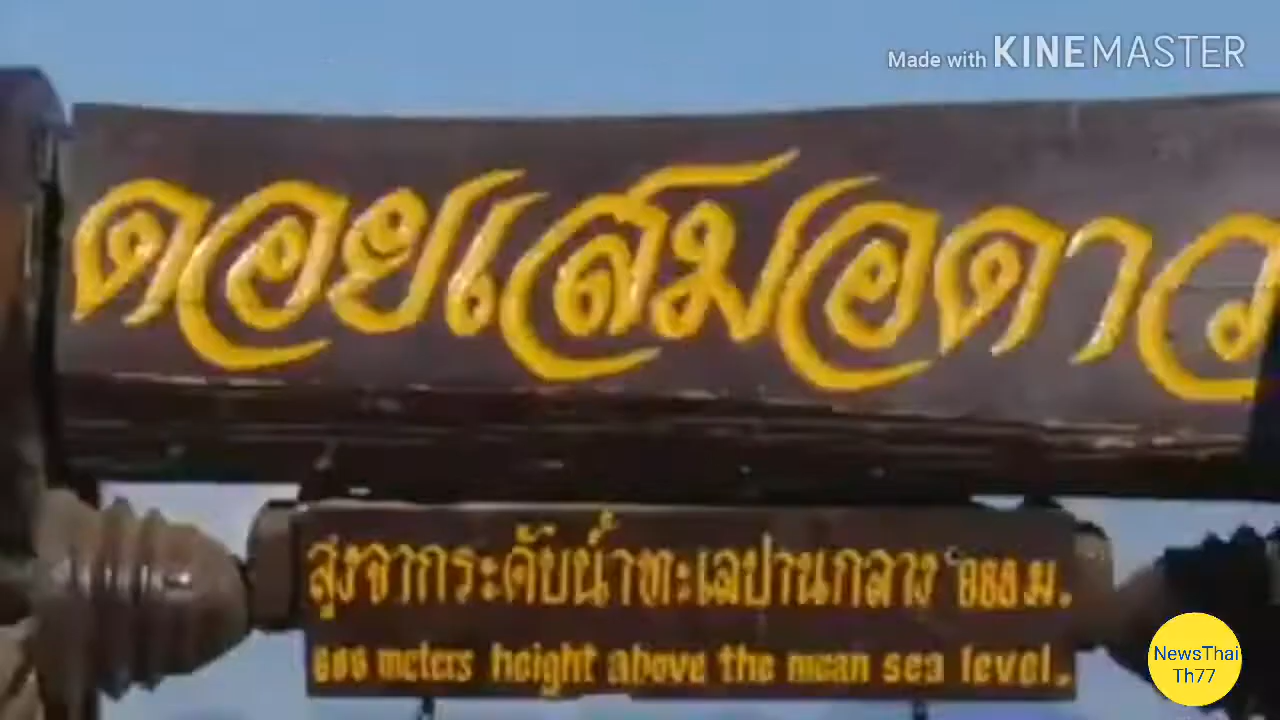 Made with KINEMASTER
ดอยเสมอดาว
สูงจากระดับน้ำทะเลปานกลาง ม.
meters height above the mean sea level.
NewsThai
Th77